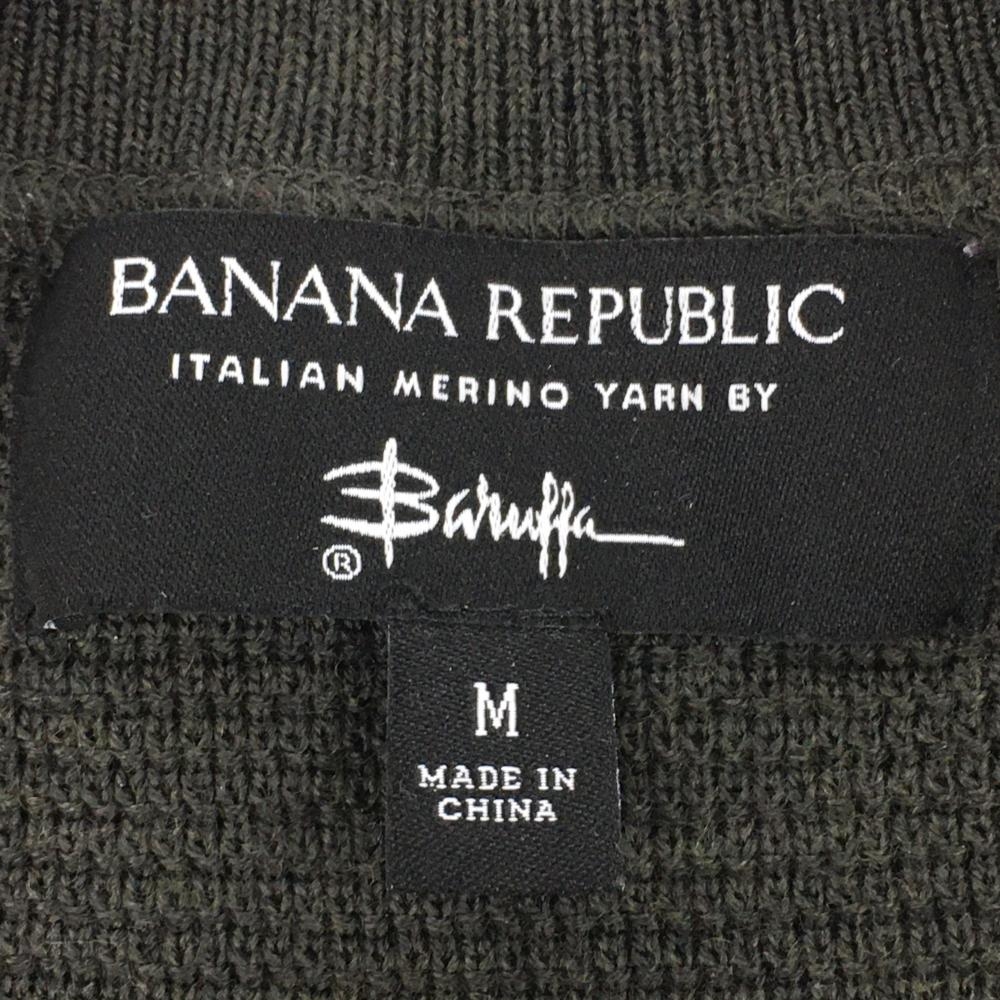 BANANA REPUBLIC
ITALIAN MERINO YARN BY
Baruffa
®
M
MADE IN
CHINA